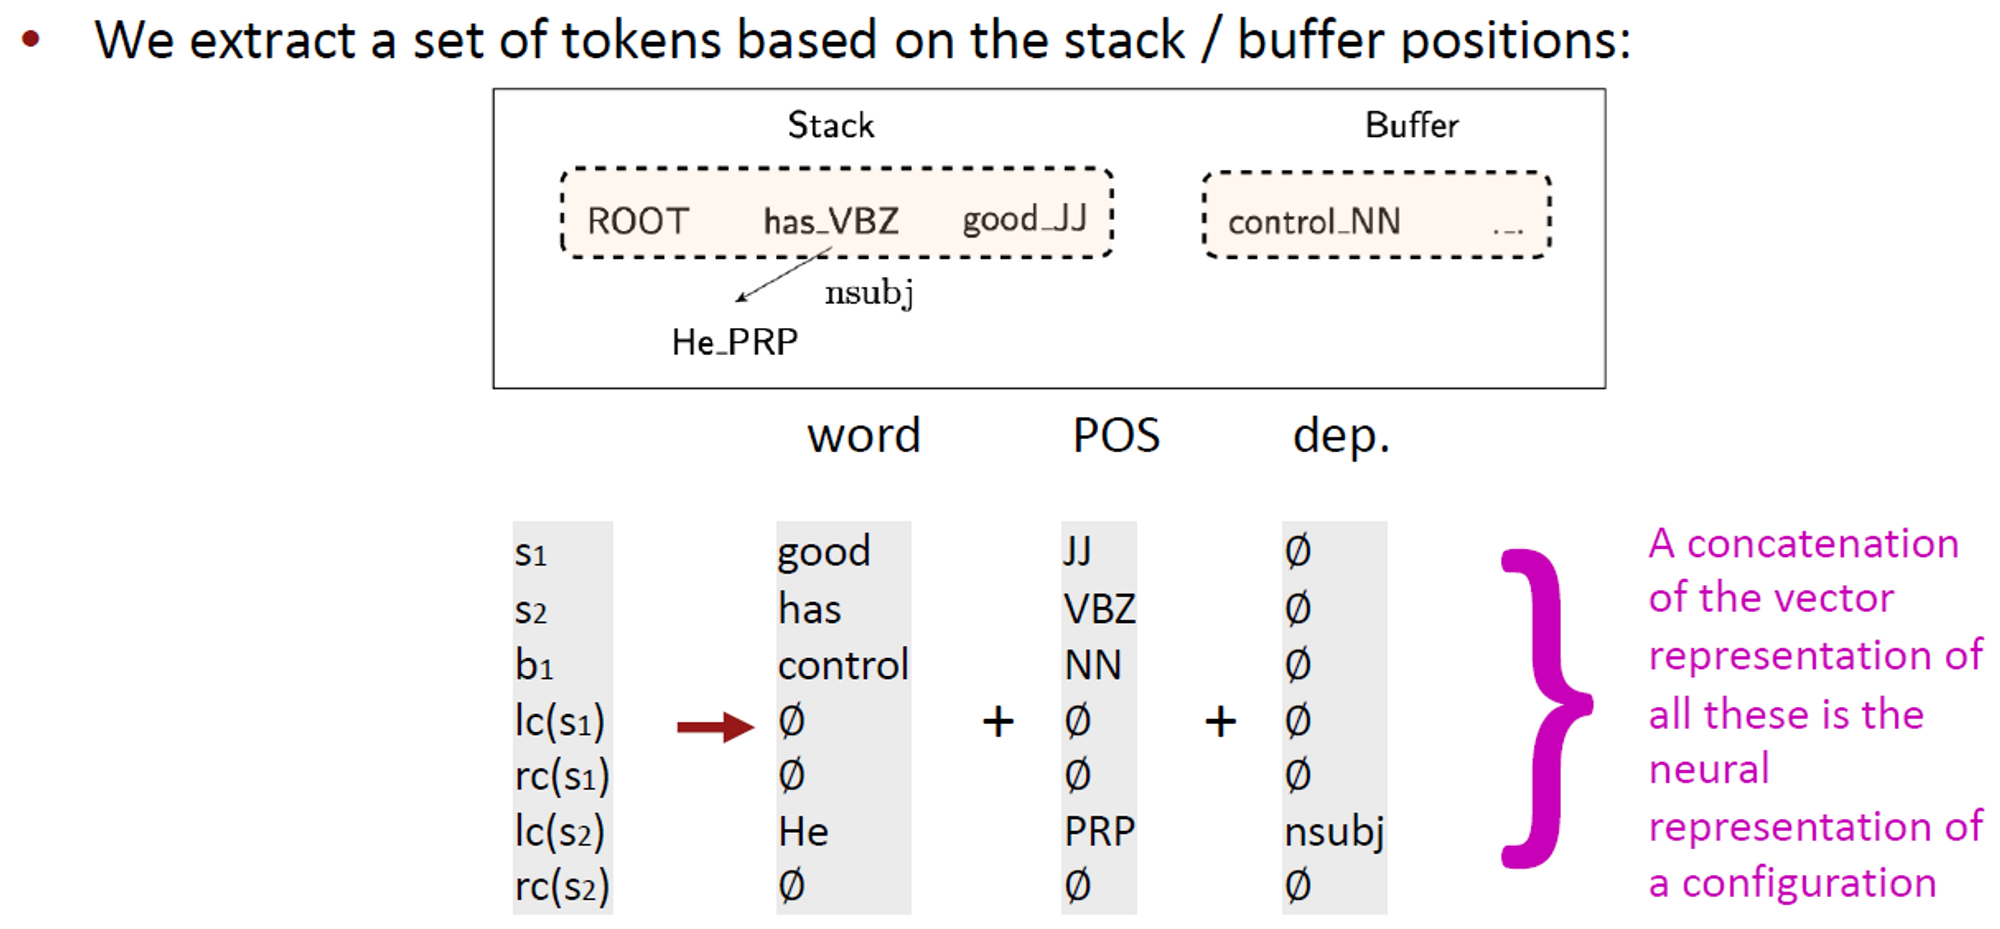 • We extract a set of tokens based on the stack / buffer positions:
Stack Buffer
ROOT has_VBZ good_JJ control_NN ...
nsubj
He_PRP
word POS dep.
s1 good JJ ∅
s2 has VBZ ∅
b1 control NN ∅
lc(s1) → ∅ + ∅ + ∅
rc(s1) ∅ ∅ ∅
lc(s2) He PRP nsubj
rc(s2) ∅ ∅ ∅
}
A concatenation
of the vector
representation of
all these is the
neural
representation of
a configuration